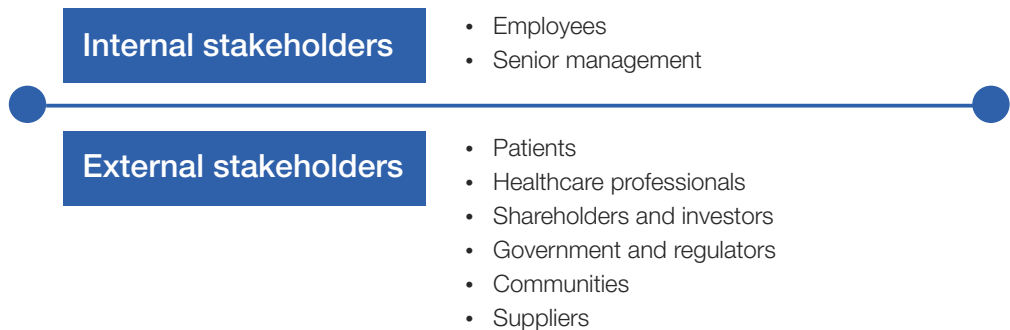 Internal stakeholders
• Employees
• Senior management
External stakeholders
• Patients
• Healthcare professionals
• Shareholders and investors
• Government and regulators
• Communities
• Suppliers